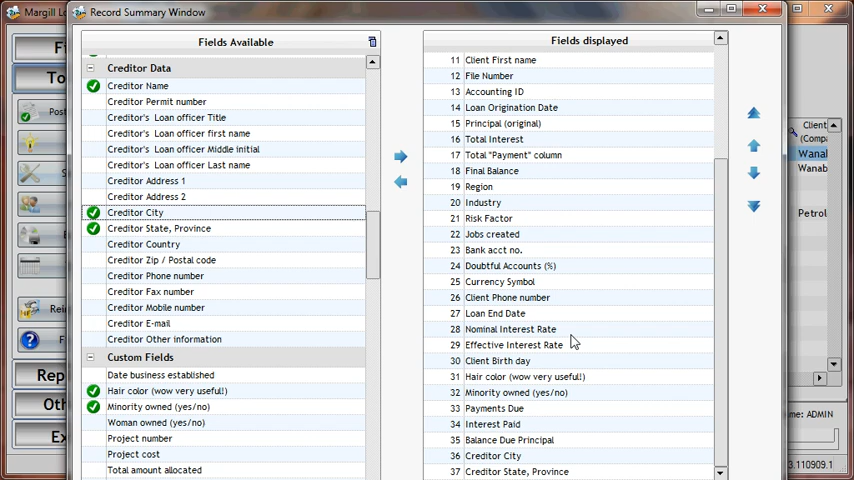 Margill Lo
Record Summary Window
Fields Available
Creditor Data
Creditor Name
Creditor Permit number
Creditor's Loan officer Title
Creditor's Loan officer first name
Creditor's Loan officer Middle initial
Creditor's Loan officer Last name
Creditor Address 1
Creditor Address 2
Creditor City
Creditor State, Province
Creditor Country
Creditor Zip / Postal code
Creditor Phone number
Creditor Fax number
Creditor Mobile number
Creditor E-mail
Creditor Other information
Custom Fields
Date business established
Hair color (wow very useful!)
Minority owned (yes/no)
Woman owned (yes/no)
Project number
Project cost
Total amount allocated
Fields displayed
11 Client First name
12 File Number
13 Accounting ID
14 Loan Origination Date
15 Principal (original)
16 Total Interest
17 Total "Payment" column
18 Final Balance
19 Region
20 Industry
21 Risk Factor
22 Jobs created
23 Bank acct no.
24 Doubtful Accounts (%)
25 Currency Symbol
26 Client Phone number
27 Loan End Date
28 Nominal Interest Rate
29 Effective Interest Rate
30 Client Birth day
31 Hair color (wow very useful!)
32 Minority owned (yes/no)
33 Payments Due
34 Interest Paid
35 Balance Due Principal
36 Creditor City
37 Creditor State, Province
Fi
To
Post
Rei
Rep
Oth
Ex
Client
(Compa
Wanab
Wanab
Petrol
me: ADMIN
3.110909.1